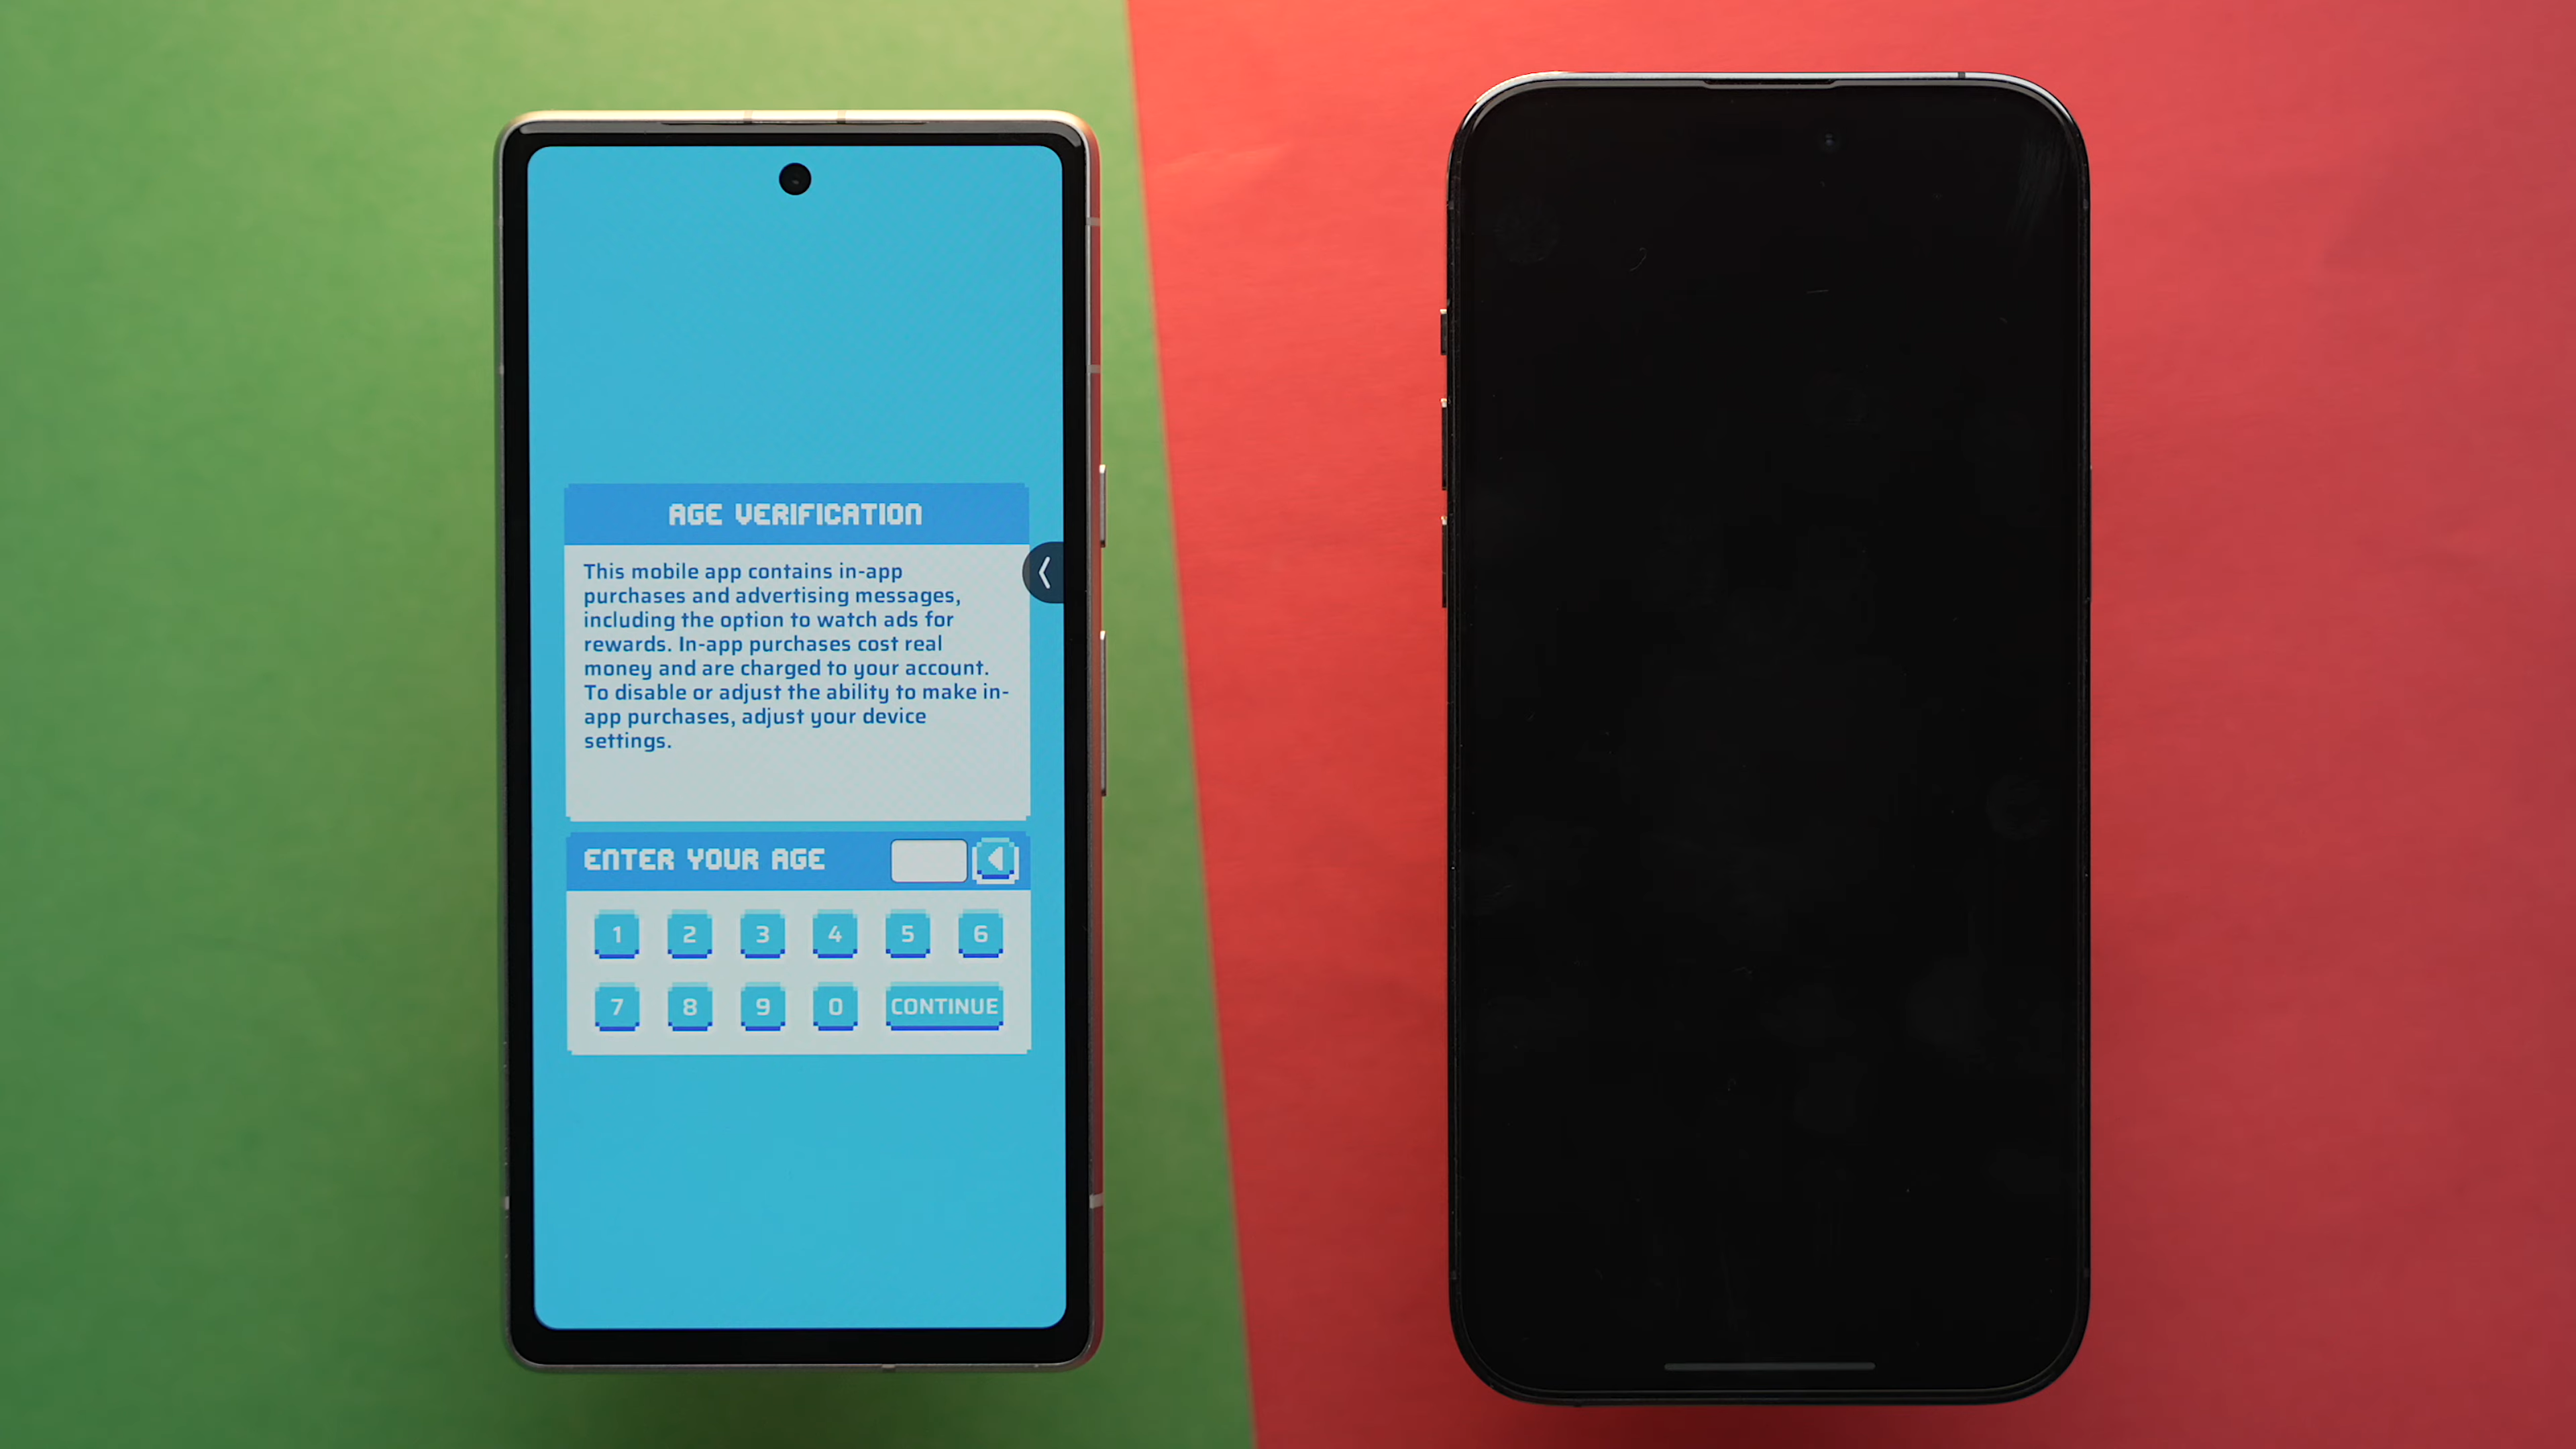 AGE VERIFICATION
This mobile app contains in-app
purchases and advertising messages,
including the option to watch ads for
rewards. In-app purchases cost real
money and are charged to your account.
To disable or adjust the ability to make in-
app purchases, adjust your device
settings.
ENTER YOUR AGE
1 2 3 4 5 6
7 8 9 0 CONTINUE